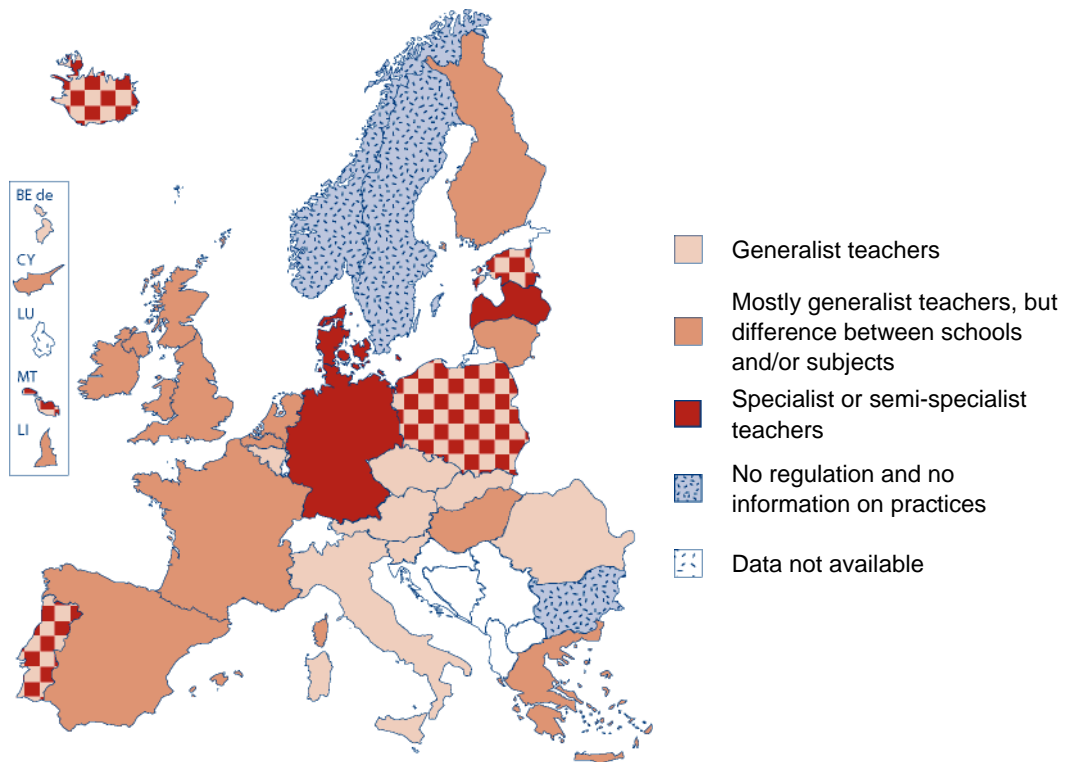 BE de
CY
LU
MT
LI
Generalist teachers
Mostly generalist teachers, but
difference between schools
and/or subjects
Specialist or semi-specialist
teachers
No regulation and no
information on practices
Data not available